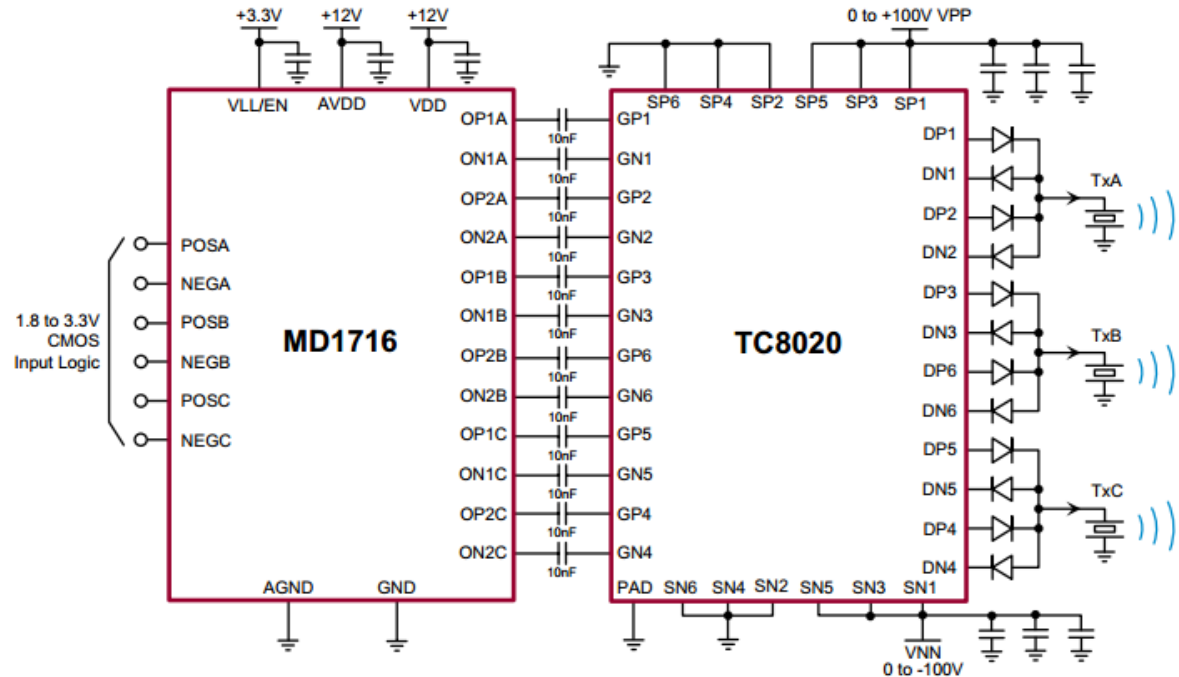 +3.3V +12V +12V
0 to +100V VPP
VLL/EN AVDD VDD
SP6 SP4 SP2 SP5 SP3 SP1
OP1A 10nF GP1
ON1A 10nF GN1
OP2A 10nF GP2
ON2A 10nF GN2
OP1B 10nF GP3
ON1B 10nF GN3
OP2B 10nF GP6
ON2B 10nF GN6
OP1C 10nF GP5
ON1C 10nF GN5
OP2C 10nF GP4
ON2C 10nF GN4
1.8 to 3.3V
CMOS
Input Logic
POSA
NEGA
POSB
NEGB
POSC
NEGC
MD1716
TC8020
DP1
DN1
DP2
DN2
TxA
DP3
DN3
DP6
DN6
TxB
DP5
DN5
DP4
DN4
TxC
AGND GND
PAD SN6 SN4 SN2 SN5 SN3 SN1
VNN
0 to -100V